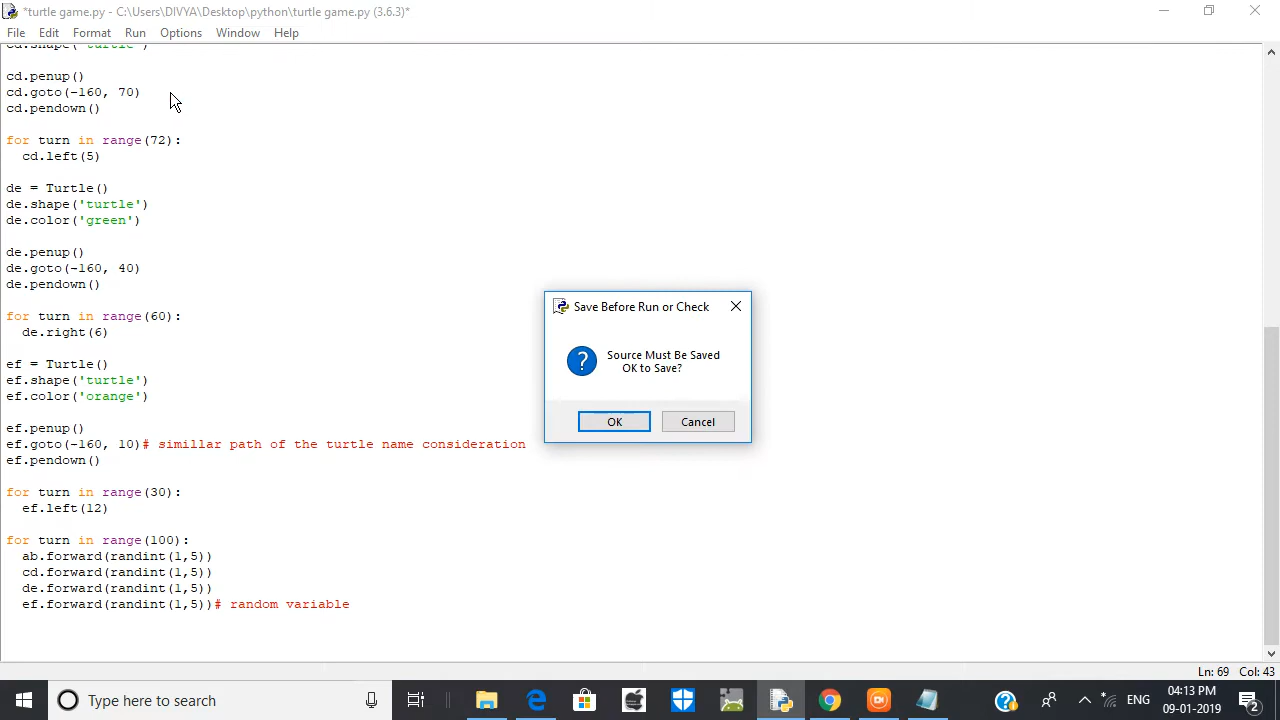 *turtle game.py - C:\Users\DIVYA\Desktop\python\turtle game.py (3.6.3)*
File Edit Format Run Options Window Help
cd.shape('turtle')
cd.penup()
cd.goto(-160, 70)
cd.pendown()
for turn in range(72):
cd.left(5)
de = Turtle()
de.shape('turtle')
de.color('green')
de.penup()
de.goto(-160, 40)
de.pendown()
for turn in range(60):
de.right(6)
ef = Turtle()
ef.shape('turtle')
ef.color('orange')
ef.penup()
ef.goto(-160, 10)# simillar path of the turtle name consideration
ef.pendown()
for turn in range(30):
ef.left(12)
for turn in range(100):
ab.forward(randint(1,5))
cd.forward(randint(1,5))
de.forward(randint(1,5))
ef.forward(randint(1,5))# random variable
Save Before Run or Check
Source Must Be Saved
OK to Save?
OK Cancel
Ln: 69 Col: 43
Type here to search
ENG
04:13 PM
09-01-2019
2